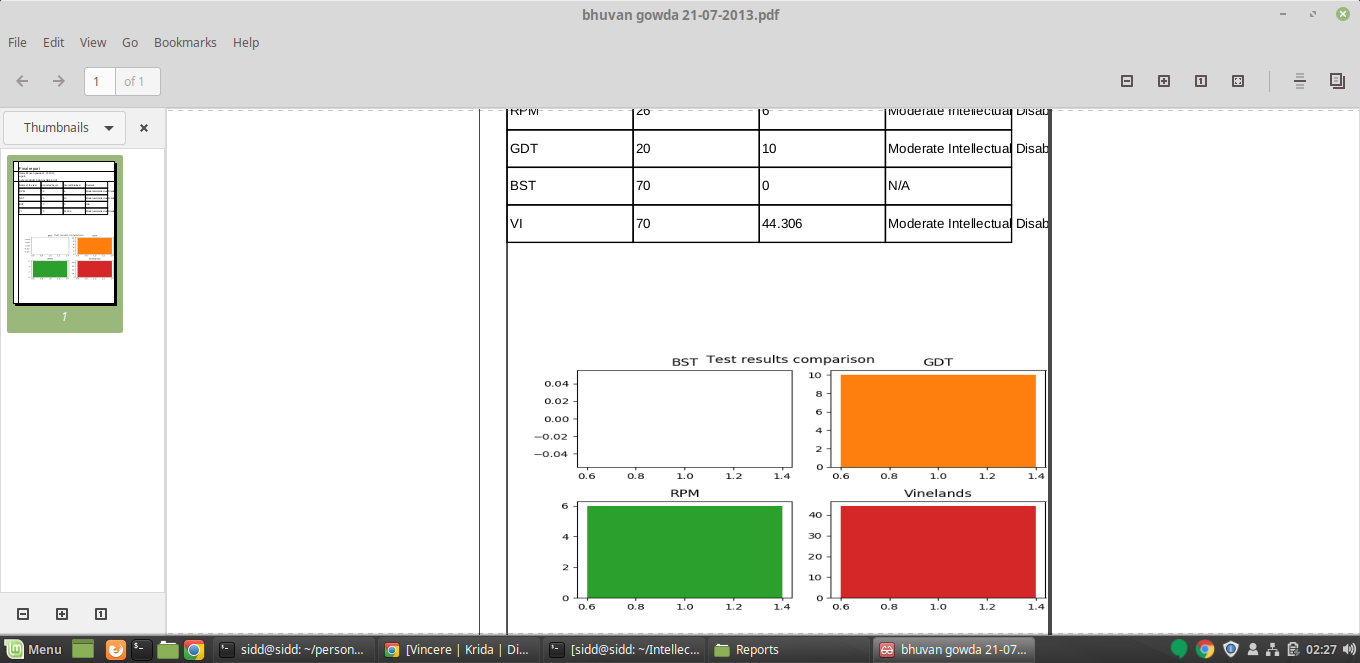 bhuvan gowda 21-07-2013.pdf
File Edit View Go Bookmarks Help
1 of 1
Thumbnails
1
RPM 26 6 Moderate Intellectual Disab
GDT 20 10 Moderate Intellectual Disab
BST 70 0 N/A
VI 70 44.306 Moderate Intellectual Disab
Test results comparison
BST
0.04
0.02
0.00
−0.02
−0.04
0.6 0.8 1.0 1.2 1.4
GDT
10
8
6
4
2
0
0.6 0.8 1.0 1.2 1.4
RPM
6
4
2
0
0.6 0.8 1.0 1.2 1.4
Vinelands
40
30
20
10
0
0.6 0.8 1.0 1.2 1.4
Menu
sidd@sidd: ~/person...
[Vincere | Krida | Di...
[sidd@sidd: ~/Intellec...
Reports
bhuvan gowda 21-07...
02:27